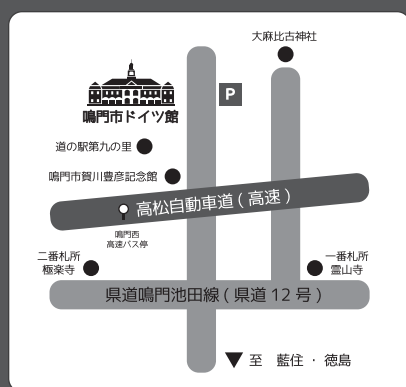 大麻比古神社
P
鳴門市ドイツ館
道の駅第九の里
鳴門市賀川豊彦記念館
高松自動車道(高速)
鳴門西
高速バス停
二番札所
極楽寺
一番札所
霊山寺
県道鳴門池田線(県道12号)
至 藍住・徳島